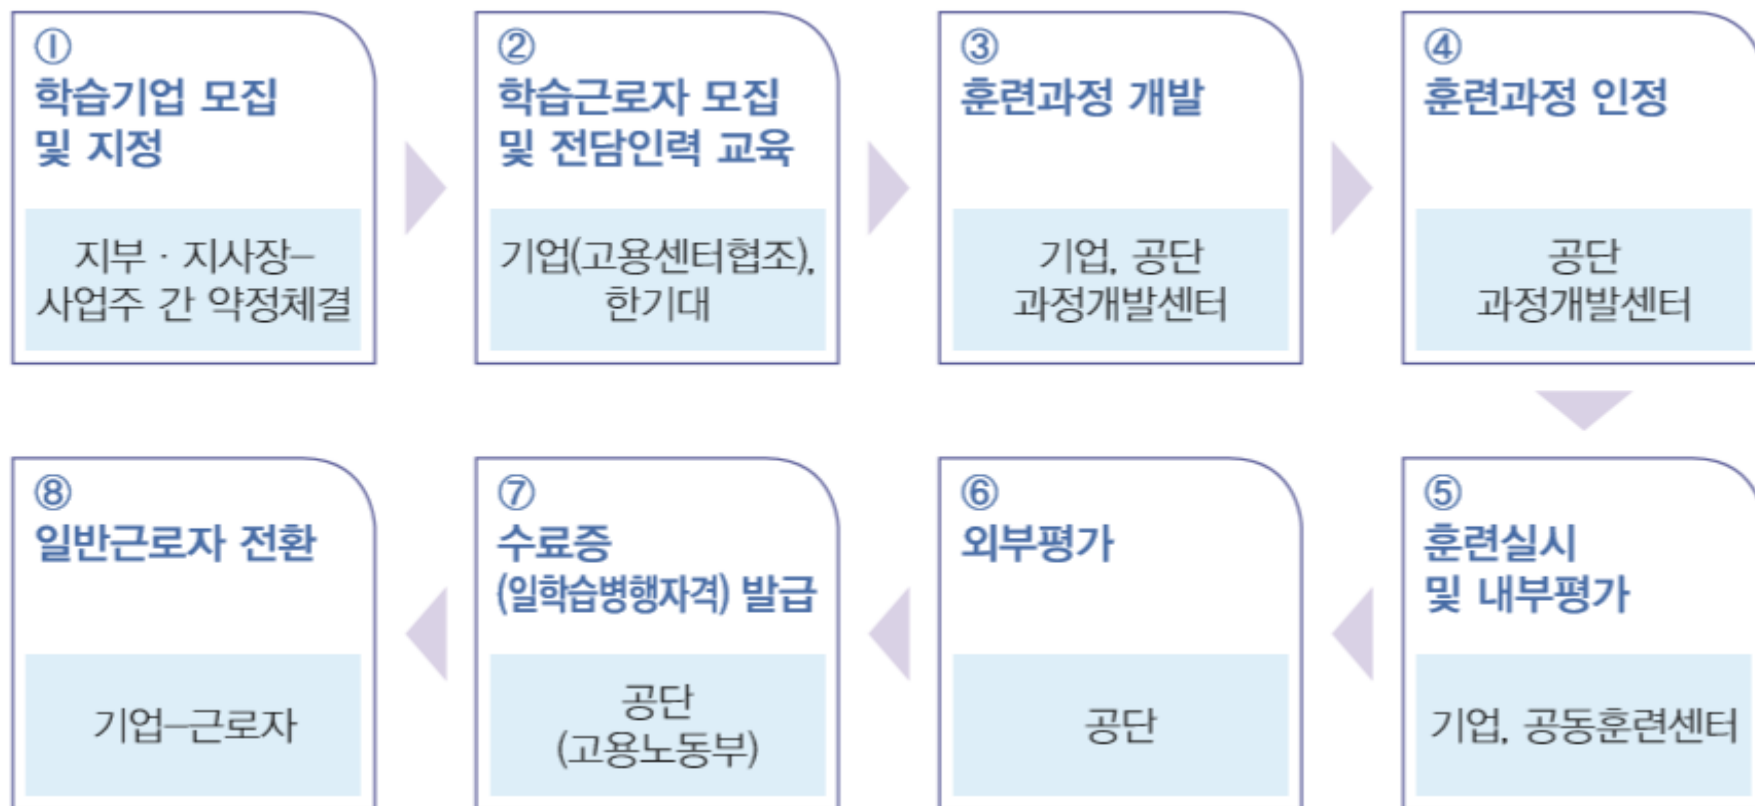 ①
학습기업 모집
및 지정
지부 · 지사장–
사업주 간 약정체결
②
학습근로자 모집
및 전담인력 교육
기업(고용센터협조),
한기대
③
훈련과정 개발
기업, 공단
과정개발센터
④
훈련과정 인정
공단
과정개발센터
⑤
훈련실시
및 내부평가
기업, 공동훈련센터
⑥
외부평가
공단
⑦
수료증
(일학습병행자격) 발급
공단
(고용노동부)
⑧
일반근로자 전환
기업–근로자